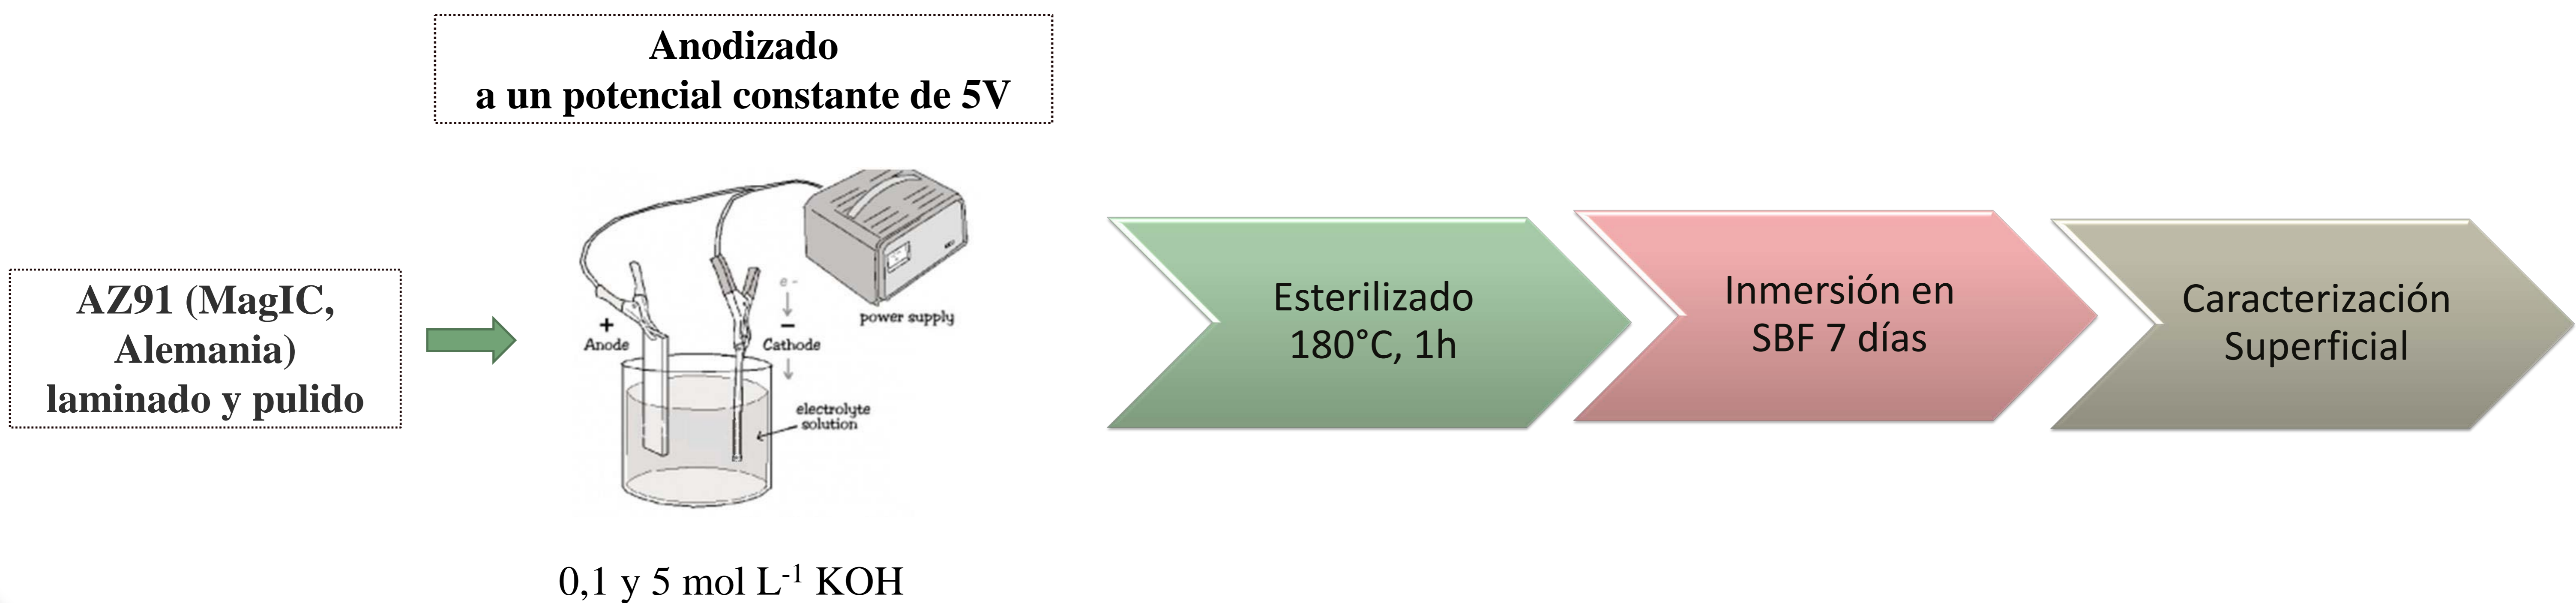 Anodizado
a un potencial constante de 5V
AZ91 (MagIC,
Alemania)
laminado y pulido
e -
+
Anode
−
Cathode
power supply
electrolyte
solution
0,1 y 5 mol L⁻¹ KOH
Esterilizado
180°C, 1h
Inmersión en
SBF 7 días
Caracterización
Superficial